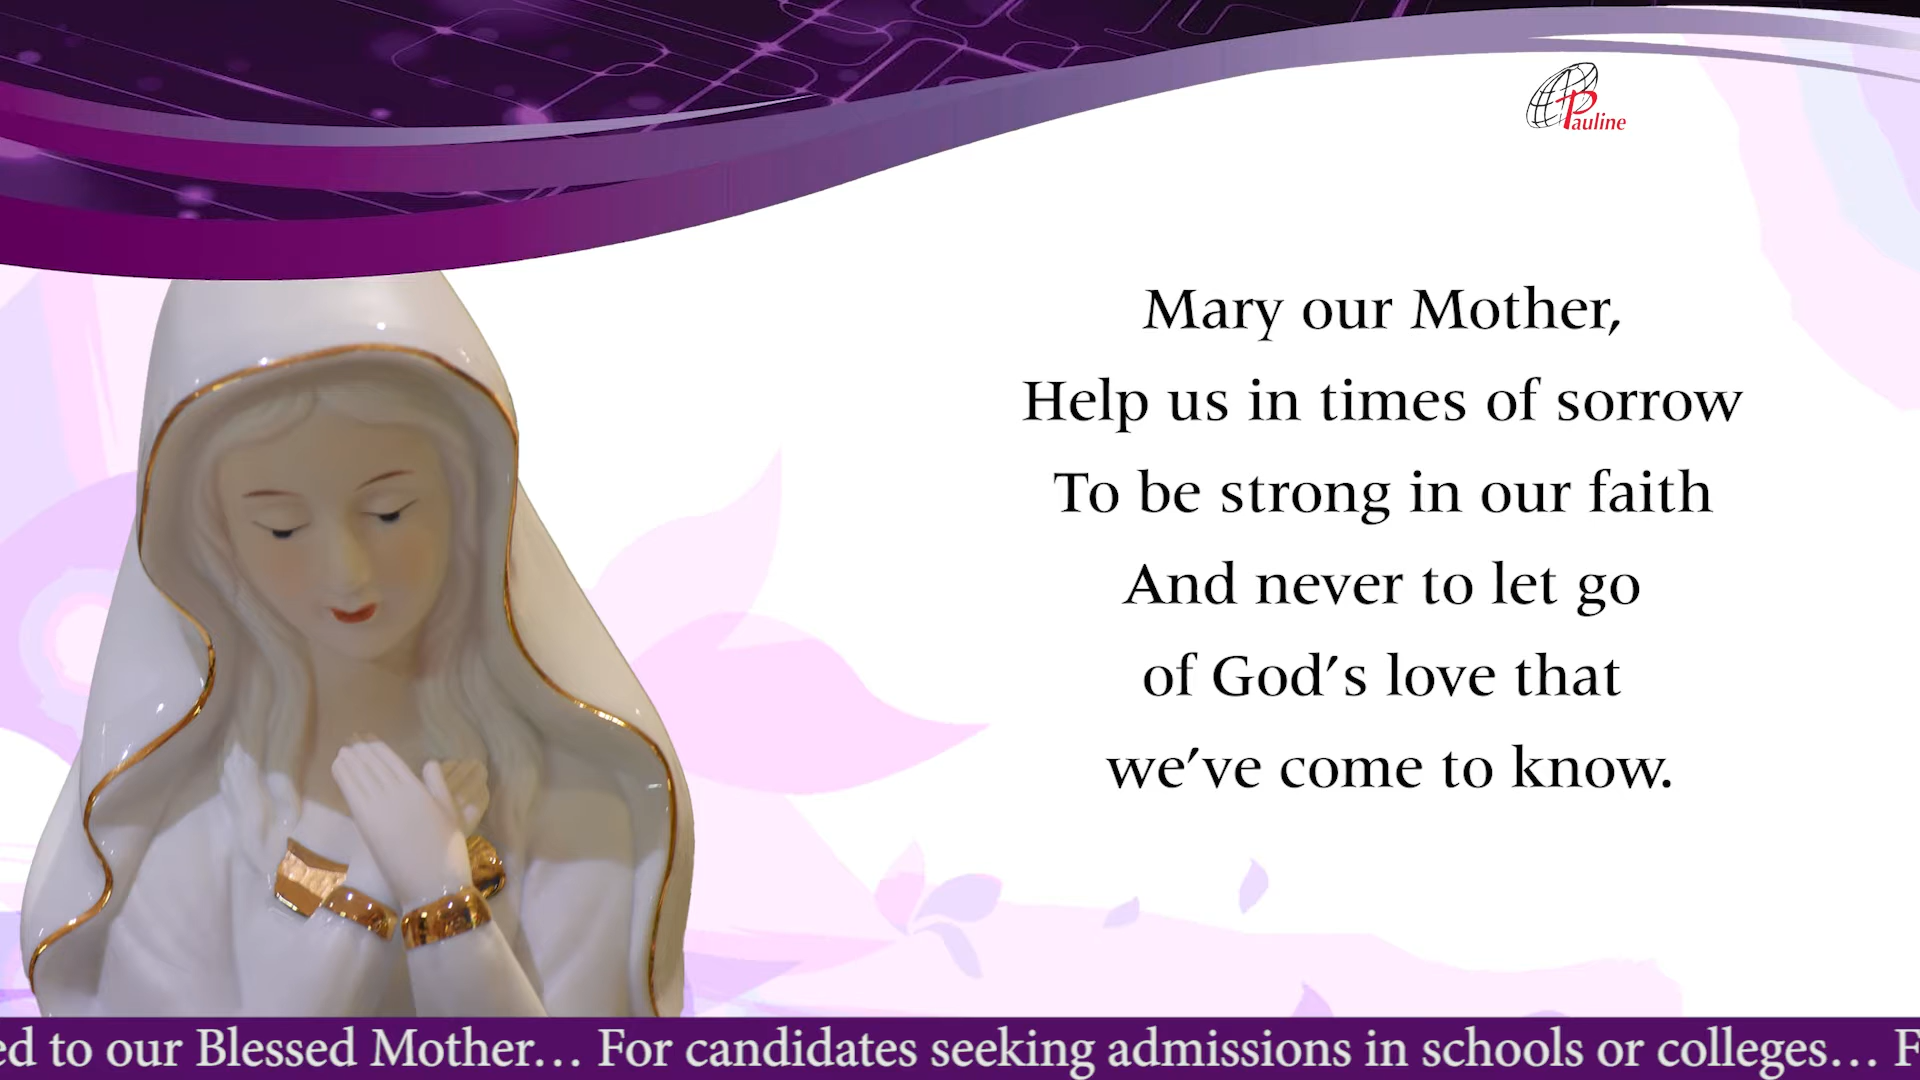 Pauline
Mary our Mother,
Help us in times of sorrow
To be strong in our faith
And never to let go
of God’s love that
we’ve come to know.
ed to our Blessed Mother... For candidates seeking admissions in schools or colleges... F